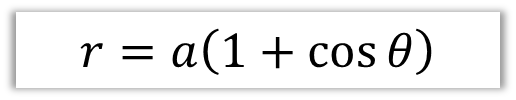 r = a(1 + cos θ)